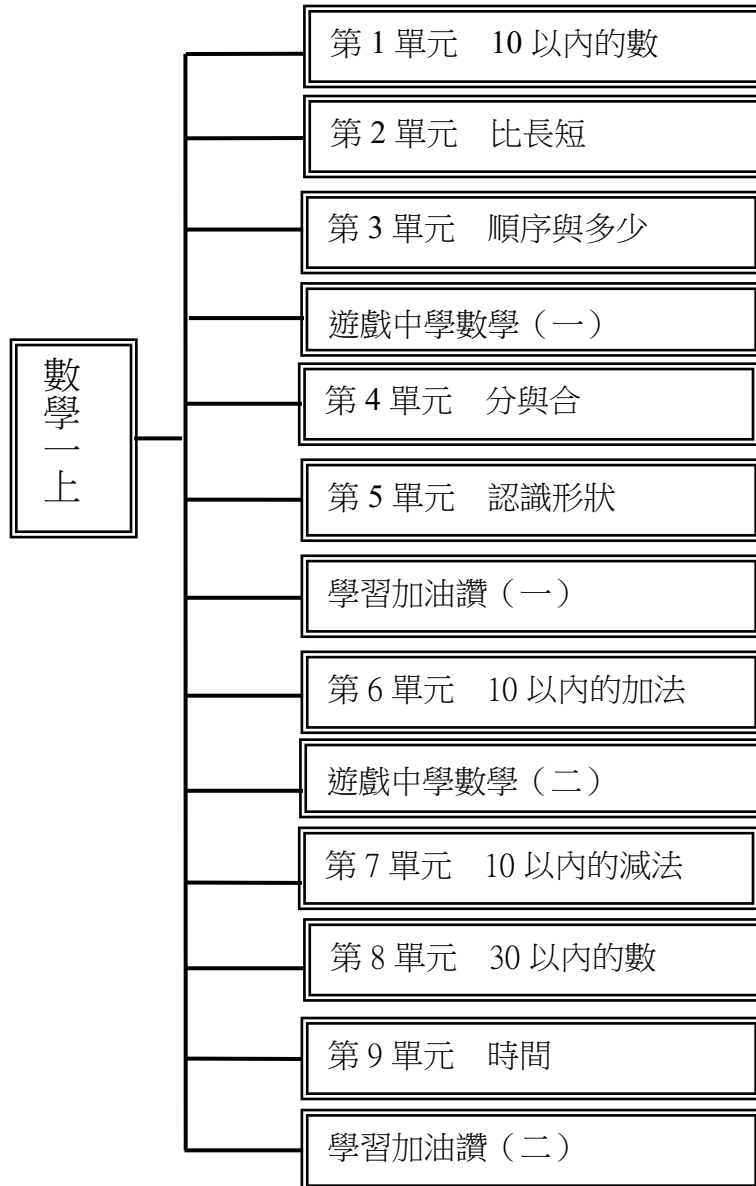 數學一上
第 1 單元　10 以內的數
第 2 單元　比長短
第 3 單元　順序與多少
遊戲中學數學（一）
第 4 單元　分與合
第 5 單元　認識形狀
學習加油讚（一）
第 6 單元　10 以內的加法
遊戲中學數學（二）
第 7 單元　10 以內的減法
第 8 單元　30 以內的數
第 9 單元　時間
學習加油讚（二）